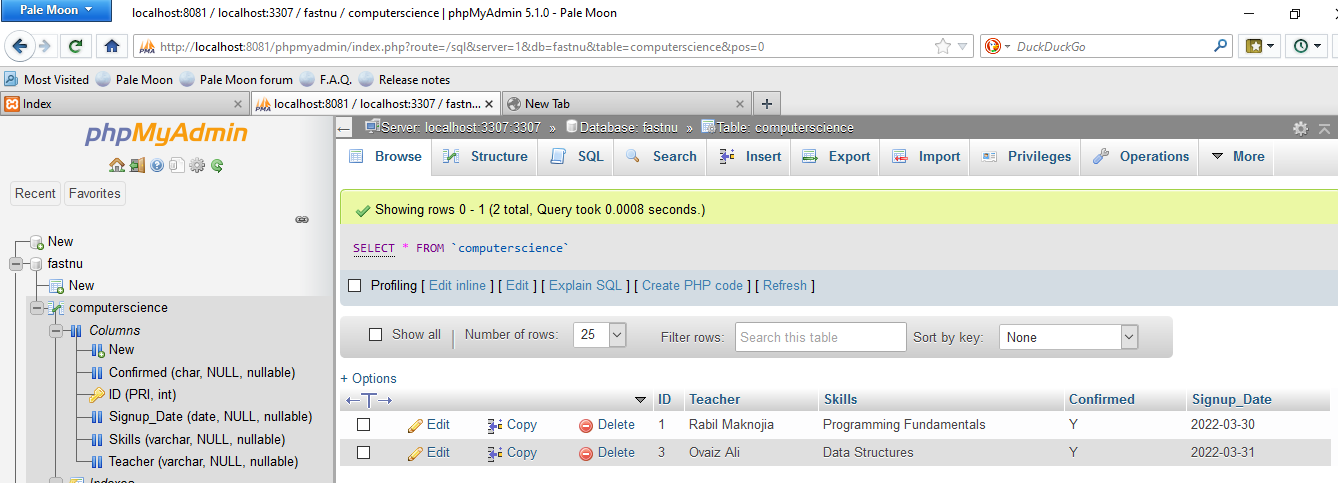 Pale Moon
localhost:8081 / localhost:3307 / fastnu / computerscience | phpMyAdmin 5.1.0 - Pale Moon
http://localhost:8081/phpmyadmin/index.php?route=/sql&server=1&db=fastnu&table=computerscience&pos=0
DuckDuckGo
Most Visited Pale Moon Pale Moon forum F.A.Q. Release notes
Index localhost:8081 / localhost:3307 / fastn... New Tab
phpMyAdmin
Recent Favorites
New
fastnu
New
computerscience
Columns
New
Confirmed (char, NULL, nullable)
ID (PRI, int)
Signup_Date (date, NULL, nullable)
Skills (varchar, NULL, nullable)
Teacher (varchar, NULL, nullable)
Indexes
Server: localhost:3307:3307 » Database: fastnu » Table: computerscience
Browse Structure SQL Search Insert Export Import Privileges Operations More
Showing rows 0 - 1 (2 total, Query took 0.0008 seconds.)
SELECT * FROM `computerscience`
Profiling [ Edit inline ] [ Edit ] [ Explain SQL ] [ Create PHP code ] [ Refresh ]
Show all | Number of rows: 25 Filter rows: Search this table Sort by key: None
+ Options
ID Teacher Skills Confirmed Signup_Date
Edit Copy Delete 1 Rabil Maknojia Programming Fundamentals Y 2022-03-30
Edit Copy Delete 3 Ovaiz Ali Data Structures Y 2022-03-31